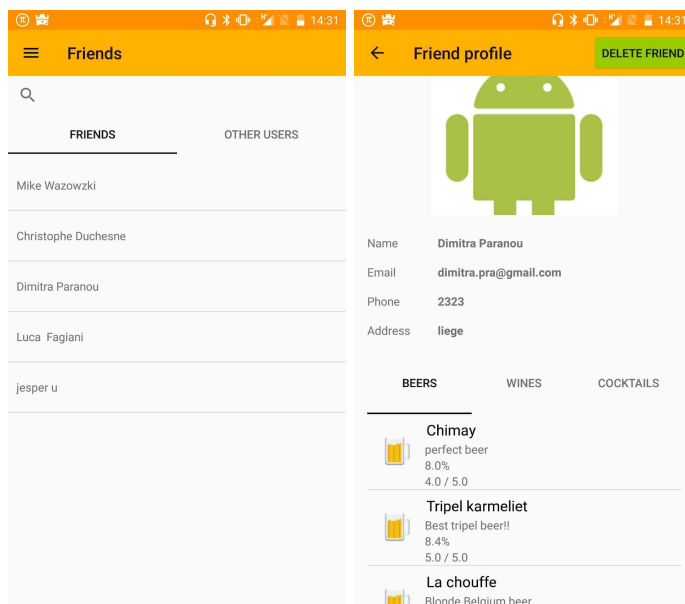 14:31
Friends
FRIENDS OTHER USERS
Mike Wazowzki
Christophe Duchesne
Dimitra Paranou
Luca Fagiani
jesper u
14:31
Friend profile DELETE FRIEND
Name Dimitra Paranou
Email dimitra.pra@gmail.com
Phone 2323
Address liege
BEERS WINES COCKTAILS
Chimay
perfect beer
8.0%
4.0 / 5.0
Tripel karmeliet
Best tripel beer!!
8.4%
5.0 / 5.0
La chouffe
Blonde Belgium beer